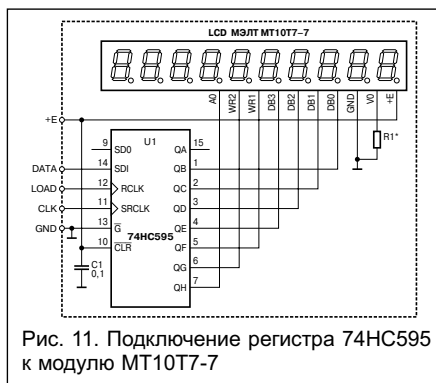 LCD МЭЛТ МТ10Т7–7
A0 WR2 WR1 DB3 DB2 DB1 DB0 GND V0 +E
+E
R1*
9 SD0 U1 QA 15
DATA 14 SDI QB 1
LOAD 12 RCLK QC 2
CLK 11 SRCLK QD 3
GND 13 G QE 4
74HC595
10 CLR QF 5
QG 6
QH 7
C1
0,1
Рис. 11. Подключение регистра 74HC595
к модулю МТ10Т7-7